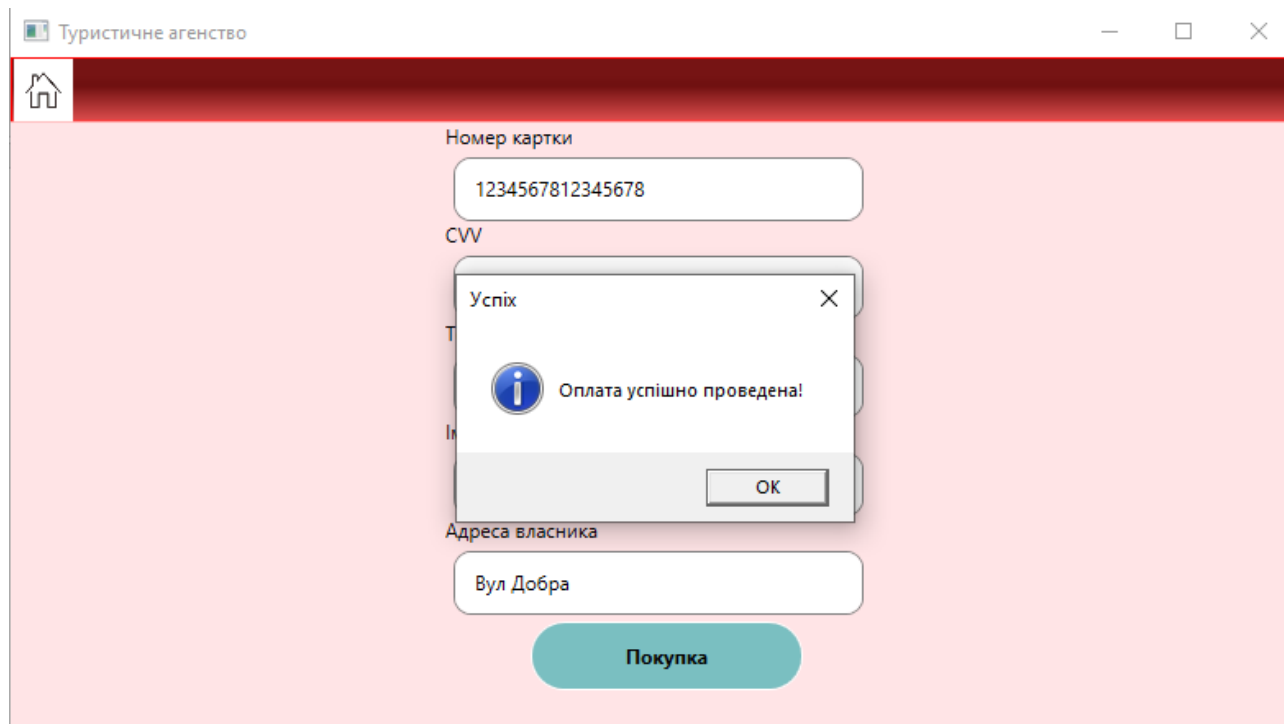 Туристичне агенство
Номер картки
1234567812345678
CVV
Успіх
Оплата успішно проведена!
OK
Адреса власника
Вул Добра
Покупка